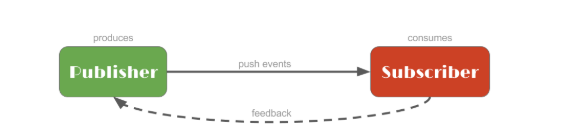 produces
consumes
Publisher
push events
Subscriber
feedback